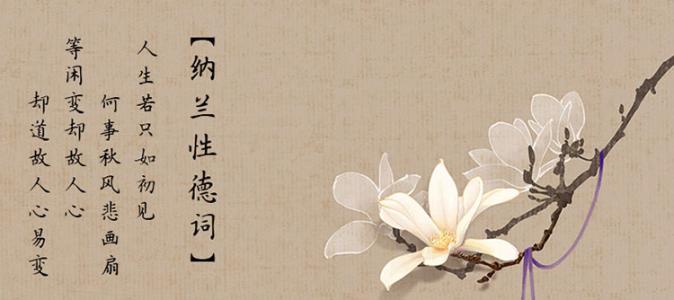 【纳兰性德词】
人生若只如初见
何事秋风悲画扇
等闲变却故人心
却道故人心易变